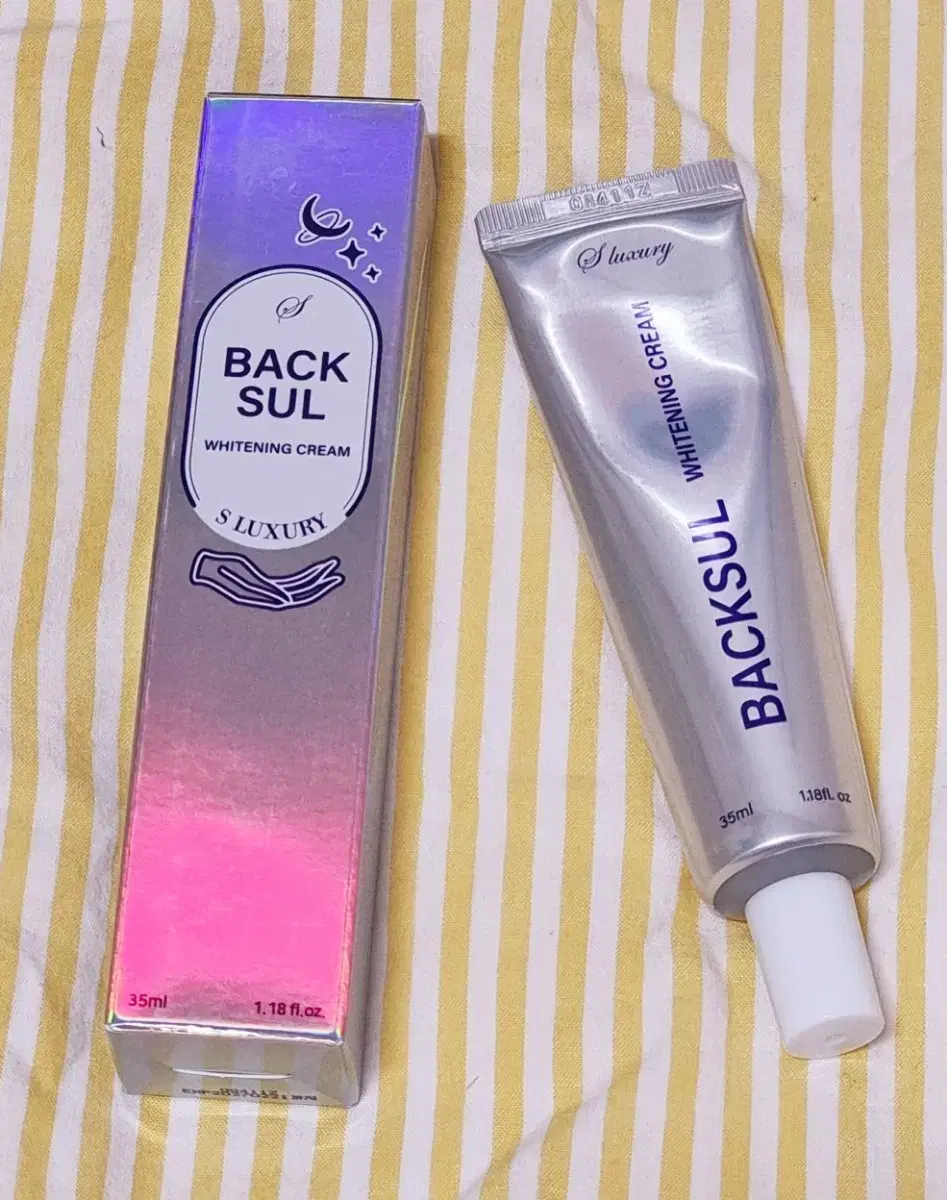 S
BACK
SUL
WHITENING CREAM
S LUXURY
35ml
1.18 fl.oz.
S luxury
BACKSUL WHITENING CREAM
35ml
1.18fl. oz